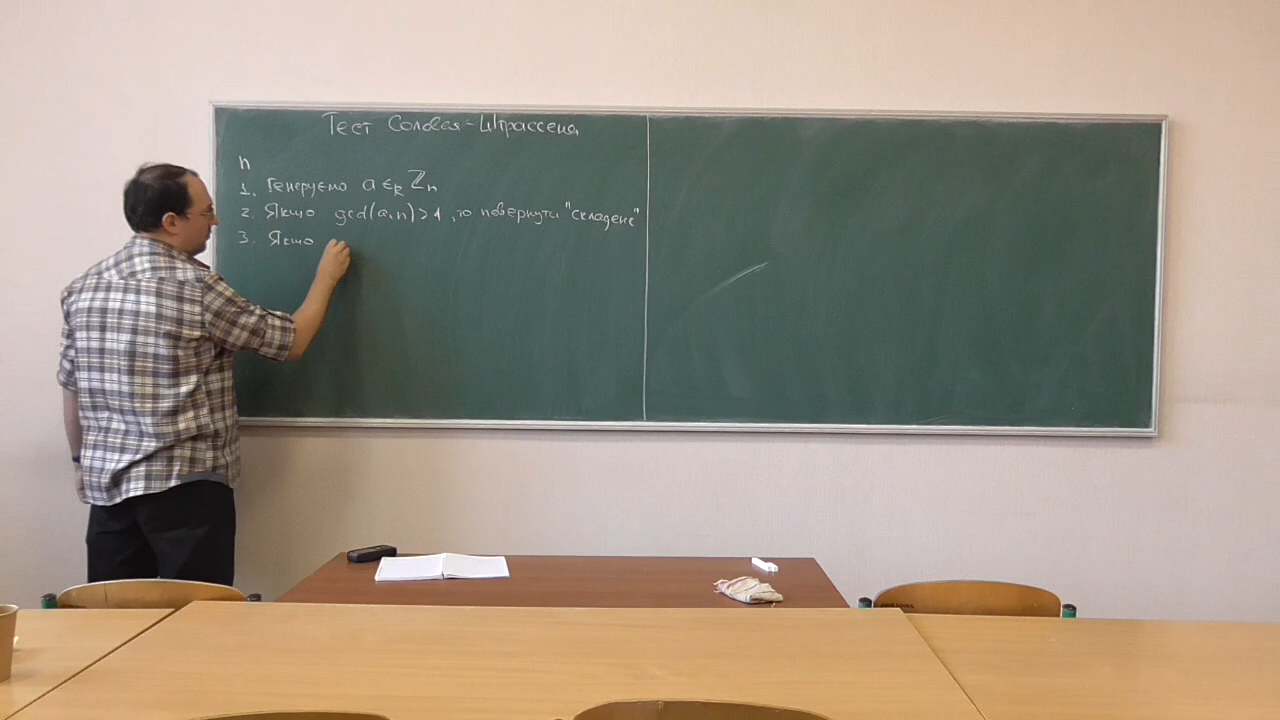 Тест Соловея-Штрассена
n
1. Генеруємо a ∈R ℤn
2. Якщо gcd(a,n)>1, то повернути "складене"
3. Якщо